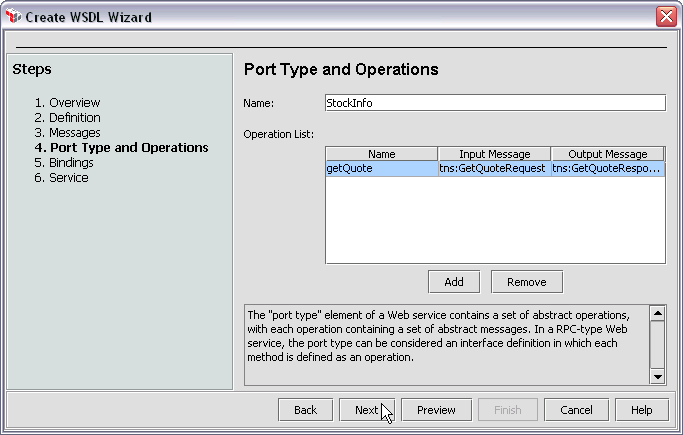 Create WSDL Wizard
Steps
1. Overview
2. Definition
3. Messages
4. Port Type and Operations
5. Bindings
6. Service
Port Type and Operations
Name: StockInfo
Operation List:
Name Input Message Output Message
getQuote tns:GetQuoteRequest tns:GetQuoteRespo...
Add Remove
The "port type" element of a Web service contains a set of abstract operations,
with each operation containing a set of abstract messages. In a RPC-type Web
service, the port type can be considered an interface definition in which each
method is defined as an operation.
Back Next Preview Finish Cancel Help